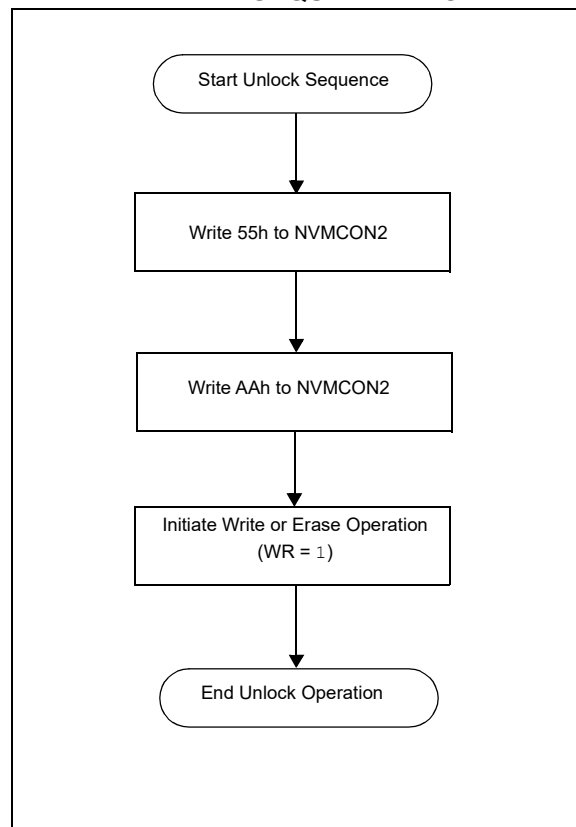 Start Unlock Sequence
Write 55h to NVMCON2
Write AAh to NVMCON2
Initiate Write or Erase Operation
(WR = 1)
End Unlock Operation